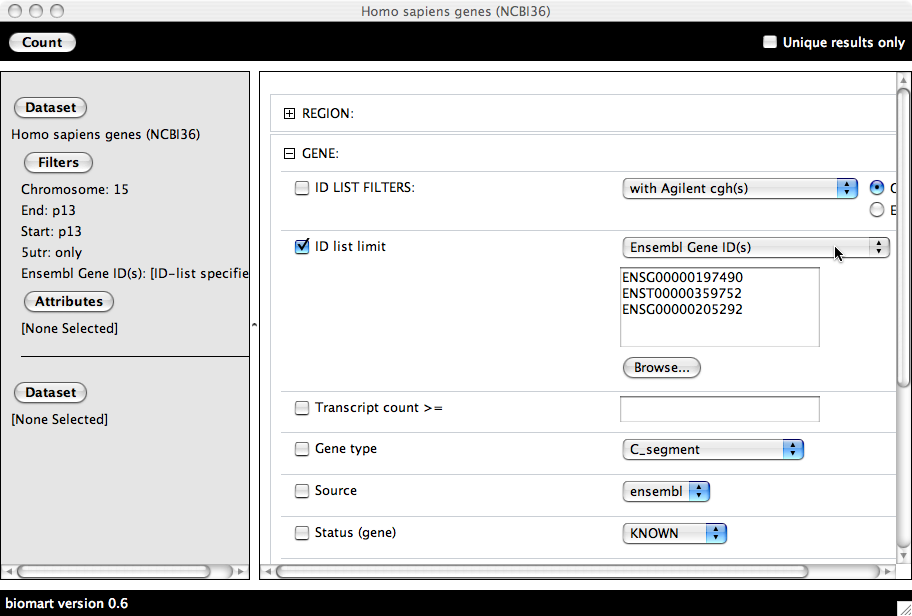 Homo sapiens genes (NCBI36)
Count
Unique results only
Dataset
Homo sapiens genes (NCBI36)
Filters
Chromosome: 15
End: p13
Start: p13
5utr: only
Ensembl Gene ID(s): [ID-list specifie
Attributes
[None Selected]
Dataset
[None Selected]
REGION:
GENE:
ID LIST FILTERS:
with Agilent cgh(s)
ID list limit
Ensembl Gene ID(s)
ENSG00000197490
ENST00000359752
ENSG00000205292
Browse...
Transcript count >=
Gene type
C_segment
Source
ensembl
Status (gene)
KNOWN
biomart version 0.6